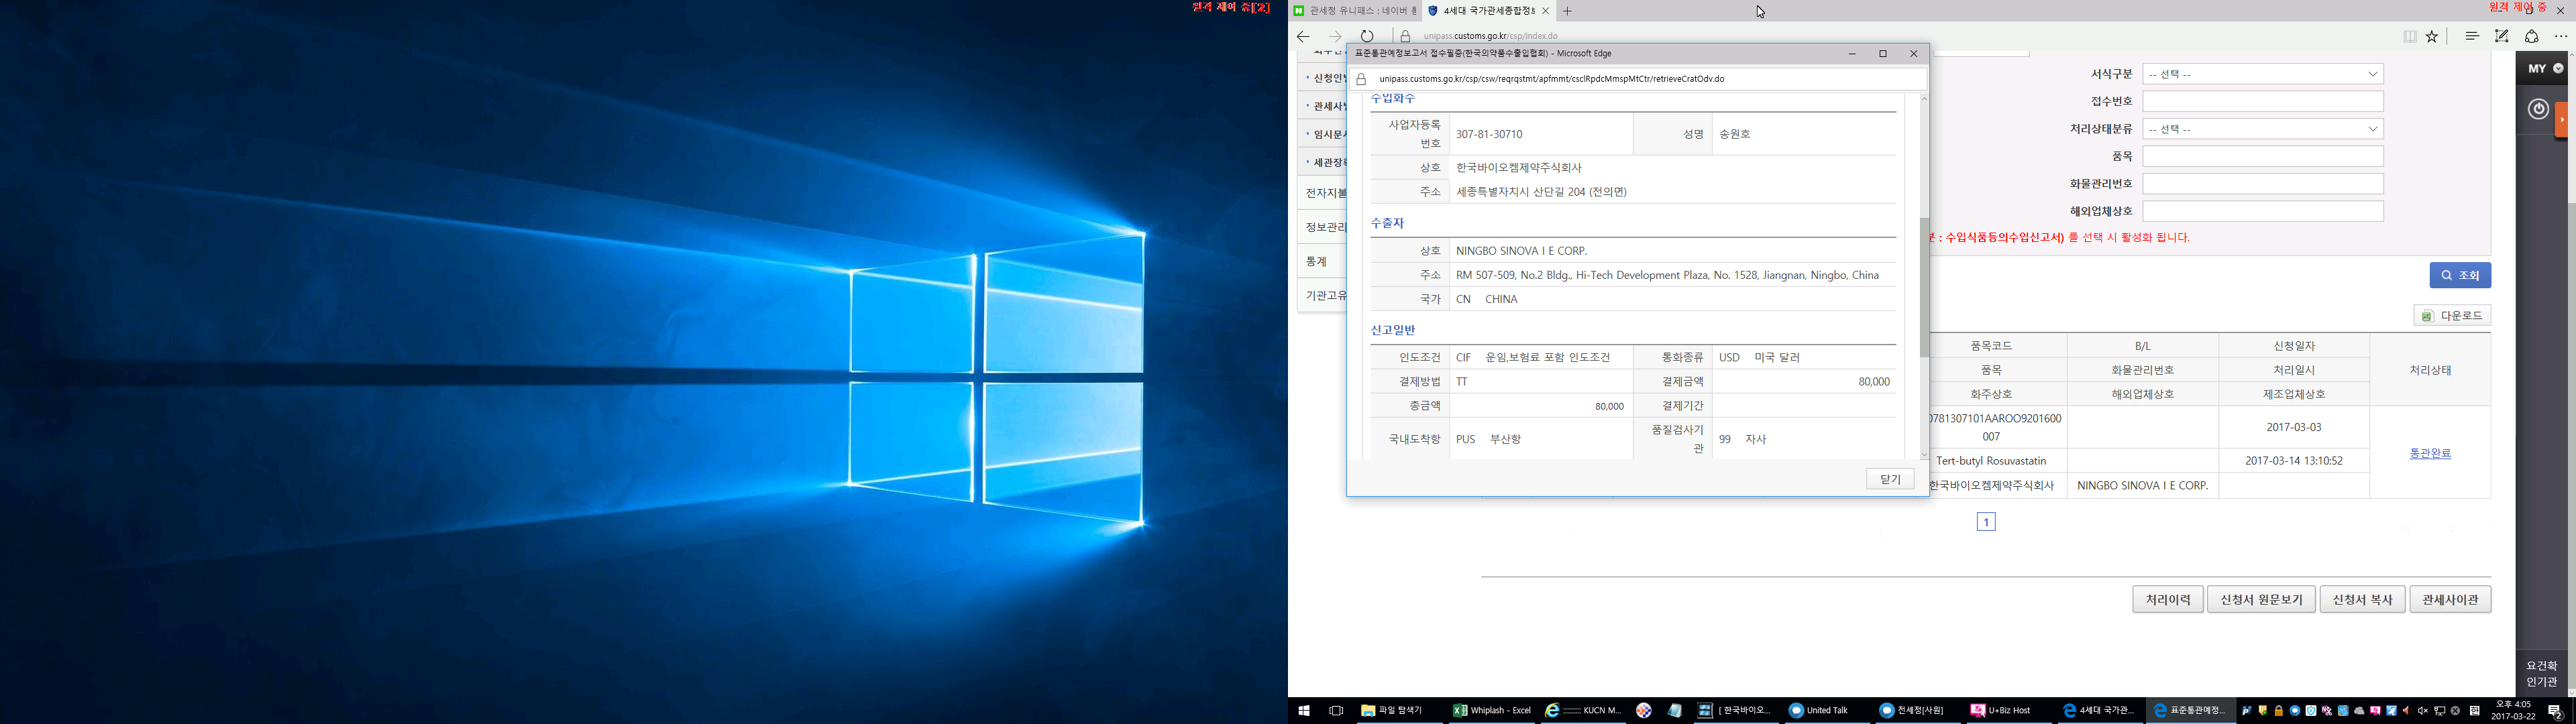 원격 제어 중[2]
관세청 유니패스 : 네이버 통
4세대 국가관세종합정보
원격 제어 중
unipass.customs.go.kr/csp/index.do
표준통관예정보고서 접수필증(한국의약품수출입협회) - Microsoft Edge
unipass.customs.go.kr/csp/csw/reqrqstmt/apfmmt/csclRpdcMmspMtCtr/retrieveCratOdv.do
수입화주
사업자등록번호 307-81-30710 성명 송원호
상호 한국바이오켐제약주식회사
주소 세종특별자치시 산단길 204 (전의면)
수출자
상호 NINGBO SINOVA I E CORP.
주소 RM 507-509, No.2 Bldg., Hi-Tech Development Plaza, No. 1528, Jiangnan, Ningbo, China
국가 CN CHINA
신고일반
인도조건 CIF 운임,보험료 포함 인도조건 통화종류 USD 미국 달러
결제방법 TT 결제금액 80,000
총금액 80,000 결제기간
국내도착항 PUS 부산항 품질검사기관 99 자사
닫기
신청인
관세사
임시문서
세관장
전자지불
정보관리
통계
기관고유
서식구분 -- 선택 --
접수번호
처리상태분류 -- 선택 --
품목
화물관리번호
해외업체상호
분 : 수입식품등의수입신고서) 를 선택 시 활성화 됩니다.
조회
다운로드
품목코드 B/L 신청일자 처리상태
품목 화물관리번호 처리일시
화주상호 해외업체상호 제조업체상호
0781307101AAROO9201600
007
2017-03-03
Tert-butyl Rosuvastatin 2017-03-14 13:10:52 통관완료
한국바이오켐제약주식회사 NINGBO SINOVA I E CORP.
1
처리이력 신청서 원문보기 신청서 복사 관세사이관
MY
요건확
인기관
파일 탐색기
Whiplash - Excel
KUCN M...
[ 한국바이오...
United Talk
전세정[사원]
U+Biz Host
4세대 국가관...
표준통관예정...
오후 4:05
2017-03-22